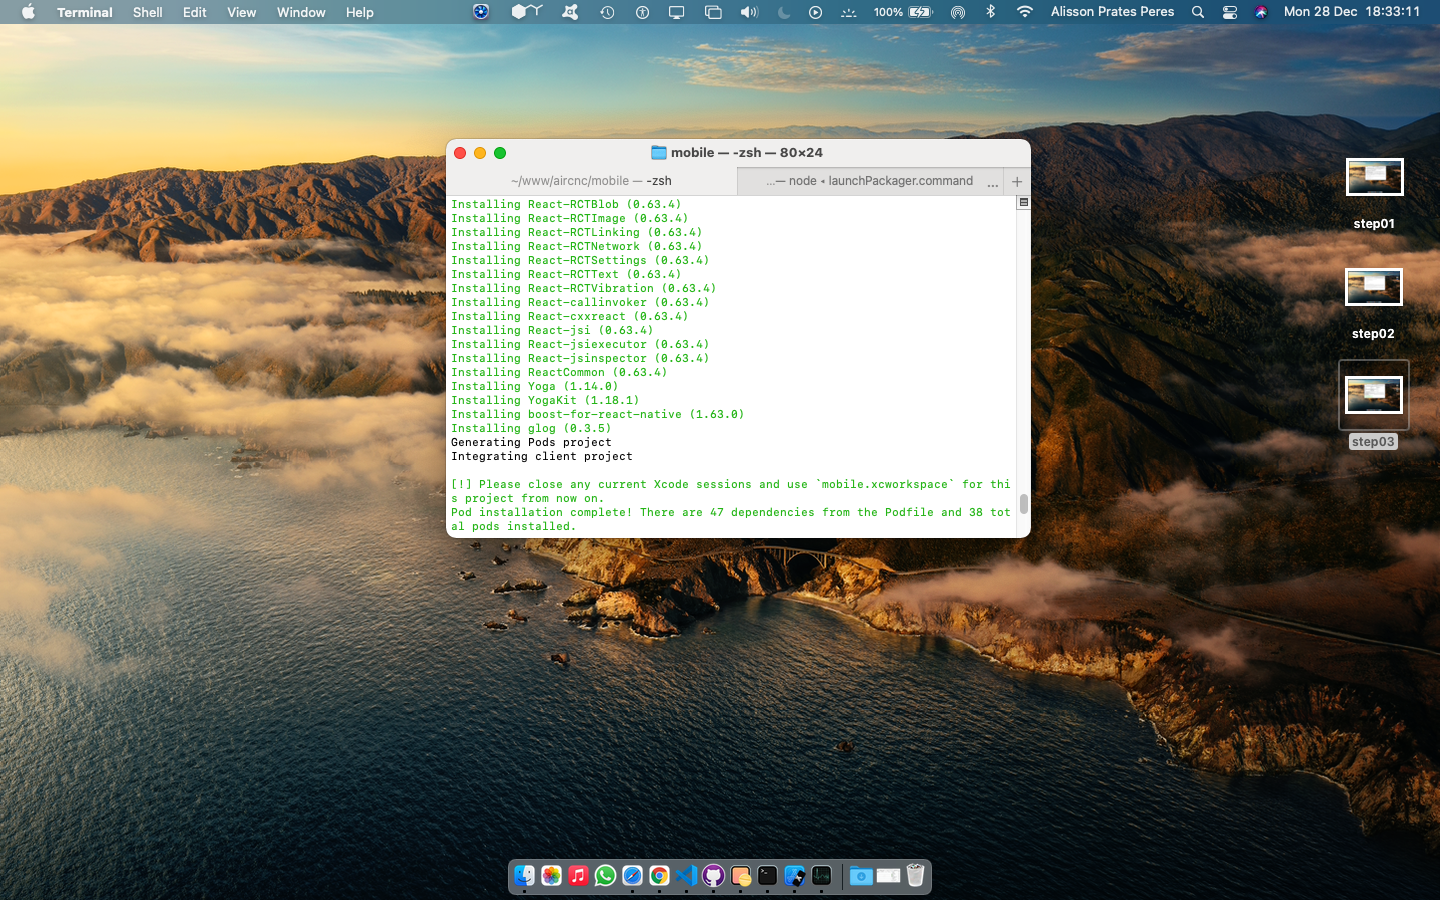 Terminal Shell Edit View Window Help 100% Alisson Prates Peres Mon 28 Dec 18:33:11
mobile — -zsh — 80×24
~/www/aircnc/mobile — -zsh
...— node ◂ launchPackager.command ...
Installing React-RCTBlob (0.63.4)
Installing React-RCTImage (0.63.4)
Installing React-RCTLinking (0.63.4)
Installing React-RCTNetwork (0.63.4)
Installing React-RCTSettings (0.63.4)
Installing React-RCTText (0.63.4)
Installing React-RCTVibration (0.63.4)
Installing React-callinvoker (0.63.4)
Installing React-cxxreact (0.63.4)
Installing React-jsi (0.63.4)
Installing React-jsiexecutor (0.63.4)
Installing React-jsinspector (0.63.4)
Installing ReactCommon (0.63.4)
Installing Yoga (1.14.0)
Installing YogaKit (1.18.1)
Installing boost-for-react-native (1.63.0)
Installing glog (0.3.5)
Generating Pods project
Integrating client project
[!] Please close any current Xcode sessions and use `mobile.xcworkspace` for thi
s project from now on.
Pod installation complete! There are 47 dependencies from the Podfile and 38 tot
al pods installed.
step01
step02
step03